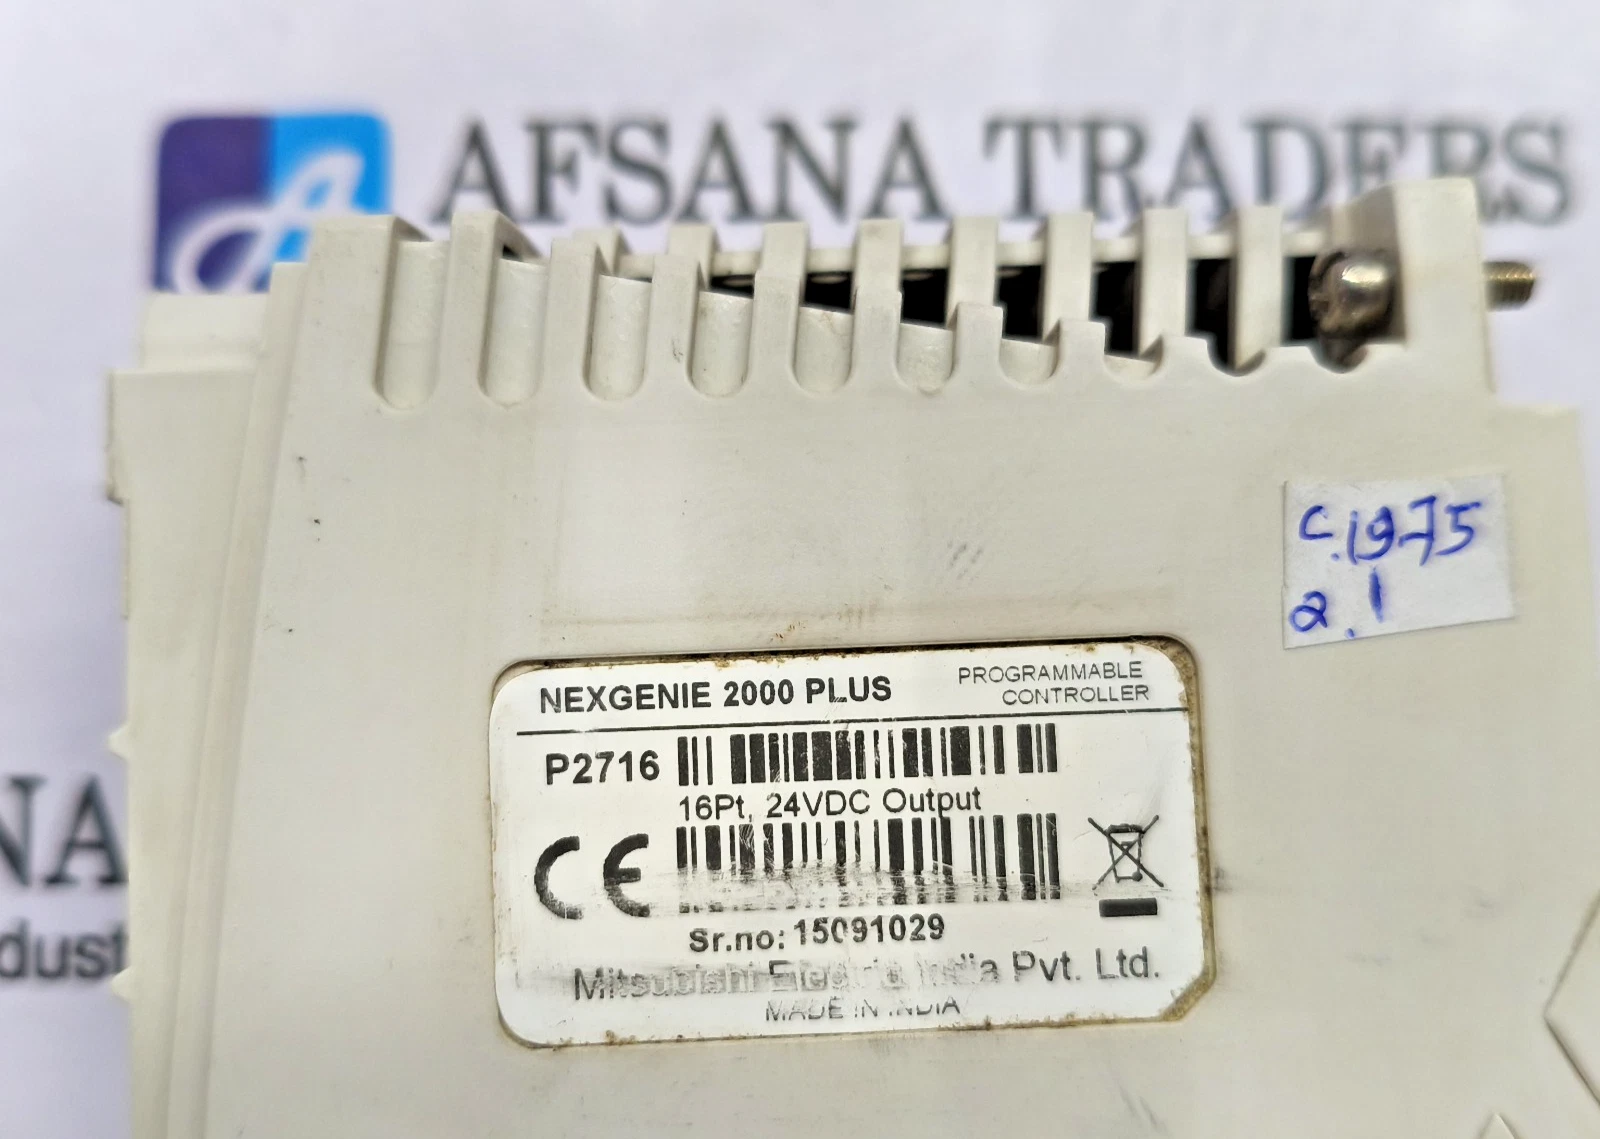 AFSANA TRADERS
C.1975
2.1
NEXGENIE 2000 PLUS
PROGRAMMABLE
CONTROLLER
P2716
16Pt, 24VDC Output
CE
Sr.no: 15091029
Mitsubishi Electric India Pvt. Ltd.
MADE IN INDIA
NA
dust